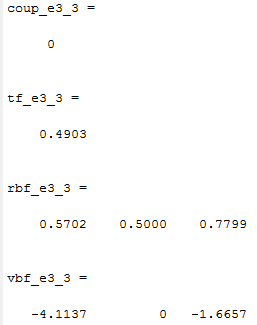 coup_e3_3 =
0
tf_e3_3 =
0.4903
rbf_e3_3 =
0.5702 0.5000 0.7799
vbf_e3_3 =
-4.1137 0 -1.6657